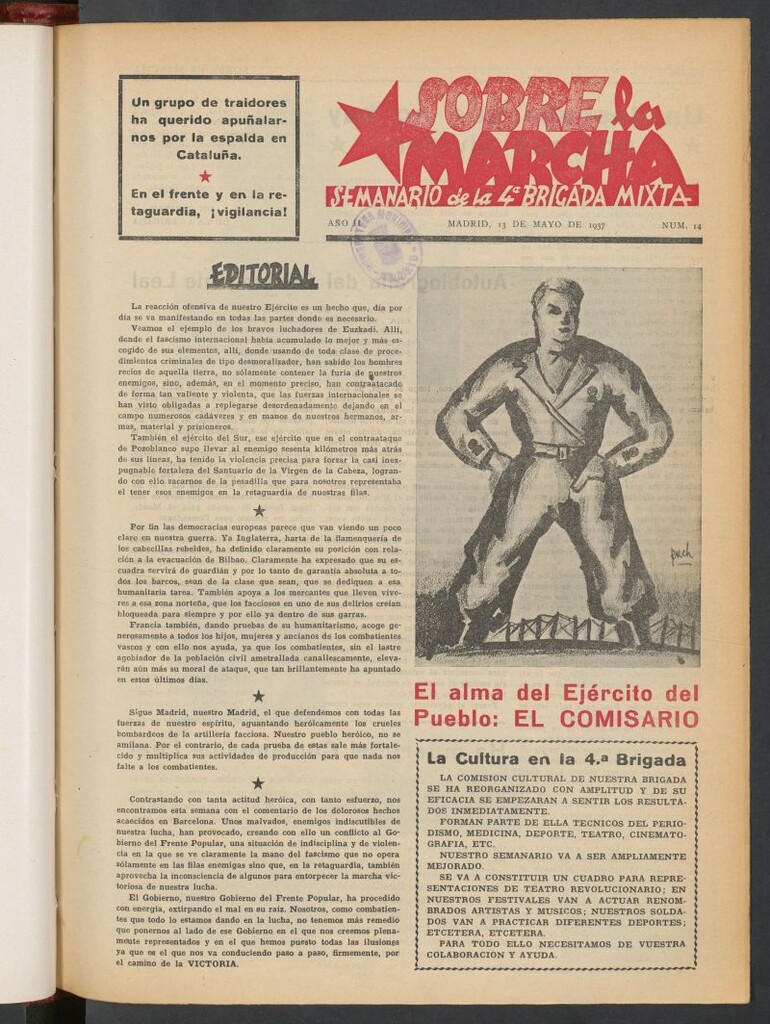 Un grupo de traidores
ha querido apuñalar-
nos por la espalda en
Cataluña.
En el frente y en la re-
taguardia, ¡vigilancia!
SOBRE la
MARCHA
SEMANARIO de la 4ª BRIGADA MIXTA
AÑO II
MADRID, 13 DE MAYO DE 1937
NUM. 14
EDITORIAL
La reacción ofensiva de nuestro Ejército es un hecho que, día por
día se va manifestando en todas las partes donde es necesario.
Veamos el ejemplo de los bravos luchadores de Euzkadi. Allí,
donde el fascismo internacional había acumulado lo mejor y más es-
cogido de sus elementos, allí, donde usando de toda clase de proce-
dimientos criminales de tipo desmoralizador, han sabido los hombres
recios de aquella tierra, no sólamente contener la furia de nuestros
enemigos, sino, además, en el momento preciso, han contraatacado
de forma tan valiente y violenta, que las fuerzas internacionales se
han visto obligadas a replegarse desordenadamente dejando en el
campo numerosos cadáveres y en manos de nuestros hermanos, ar-
mas, material y prisioneros.
También el ejército del Sur, ese ejército que en el contraataque
de Pozoblanco supo llevar al enemigo sesenta kilómetros más atrás
de sus líneas, ha tenido la violencia precisa para forzar la casi inex-
pugnable fortaleza del Santuario de la Virgen de la Cabeza, logran-
do con ello sacarnos de la pesadilla que para nosotros representaba
el tener esos enemigos en la retaguardia de nuestras filas.
Por fin las democracias europeas parece que van viendo un poco
claro en nuestra guerra. Ya Inglaterra, harta de la flamenquería de
los cabecillas rebeldes, ha definido claramente su posición con rela-
ción a la evacuación de Bilbao. Claramente ha expresado que su es-
cuadra servirá de guardián y por lo tanto de garantía absoluta a to-
dos los barcos, sean de la clase que sean, que se dediquen a esa
humanitaria tarea. También apoya a los mercantes que lleven víve-
res a esa zona norteña, que los facciosos en uno de sus delirios creían
bloqueada para siempre y por ello ya dentro de sus garras.
Francia también, dando pruebas de su humanitarismo, acoge ge-
nerosamente a todos los hijos, mujeres y ancianos de los combatientes
vascos y con ello nos ayuda, ya que los combatientes, sin el lastre
agobiador de la población civil ametrallada canallescamente, eleva-
rán aún más su moral de ataque, que tan brillantemente ha apuntado
en estos últimos días.
Sigue Madrid, nuestro Madrid, el que defendemos con todas las
fuerzas de nuestro espíritu, aguantando heróicamente los crueles
bombardeos de la artillería facciosa. Nuestro pueblo heróico, no se
amilana. Por el contrario, de cada prueba de estas sale más fortale-
cido y multiplica sus actividades de producción para que nada nos
falte a los combatientes.
Contrastando con tanta actitud heróica, con tanto esfuerzo, nos
encontramos esta semana con el comentario de los dolorosos hechos
acaecidos en Barcelona. Unos malvados, enemigos indiscutibles de
nuestra lucha, han provocado, creando con ello un conflicto al Go-
bierno del Frente Popular, una situación de indisciplina y de violen-
cia en la que se ve claramente la mano del fascismo que no opera
sólamente en las filas enemigas sino que, en la retaguardia, también
aprovecha la inconsciencia de algunos para entorpecer la marcha vic-
toriosa de nuestra lucha.
El Gobierno, nuestro Gobierno del Frente Popular, ha procedido
con energía, extirpando el mal en su raíz. Nosotros, como combatien-
tes que todo lo estamos dando en la lucha, no tenemos más remedio
que ponernos al lado de ese Gobierno en el que nos creemos plena-
mente representados y en el que hemos puesto todas las ilusiones
ya que es el que nos va conduciendo paso a paso, firmemente, por
el camino de la VICTORIA.
puch
El alma del Ejército del
Pueblo: EL COMISARIO
La Cultura en la 4.ª Brigada
LA COMISION CULTURAL DE NUESTRA BRIGADA
SE HA REORGANIZADO CON AMPLITUD Y DE SU
EFICACIA SE EMPEZARAN A SENTIR LOS RESULTA-
DOS INMEDIATAMENTE.
FORMAN PARTE DE ELLA TECNICOS DEL PERIO-
DISMO, MEDICINA, DEPORTE, TEATRO, CINEMATO-
GRAFIA, ETC.
NUESTRO SEMANARIO VA A SER AMPLIAMENTE
MEJORADO.
SE VA A CONSTITUIR UN CUADRO PARA REPRE-
SENTACIONES DE TEATRO REVOLUCIONARIO; EN
NUESTROS FESTIVALES VAN A ACTUAR RENOM-
BRADOS ARTISTAS Y MUSICOS; NUESTROS SOLDA-
DOS VAN A PRACTICAR DIFERENTES DEPORTES;
ETCETERA, ETCETERA.
PARA TODO ELLO NECESITAMOS DE VUESTRA
COLABORACION Y AYUDA.